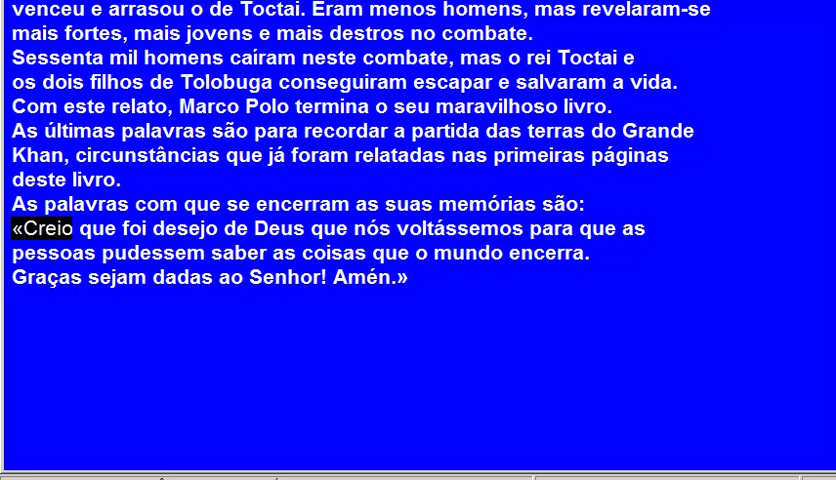 venceu e arrasou o de Toctai. Eram menos homens, mas revelaram-se
mais fortes, mais jovens e mais destros no combate.
Sessenta mil homens caíram neste combate, mas o rei Toctai e
os dois filhos de Tolobuga conseguiram escapar e salvaram a vida.
Com este relato, Marco Polo termina o seu maravilhoso livro.
As últimas palavras são para recordar a partida das terras do Grande
Khan, circunstâncias que já foram relatadas nas primeiras páginas
deste livro.
As palavras com que se encerram as suas memórias são:
«Creio que foi desejo de Deus que nós voltássemos para que as
pessoas pudessem saber as coisas que o mundo encerra.
Graças sejam dadas ao Senhor! Amén.»